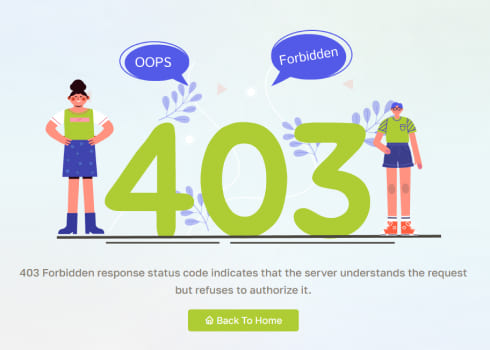 OOPS
Forbidden
403
403 Forbidden response status code indicates that the server understands the request
but refuses to authorize it.
Back To Home